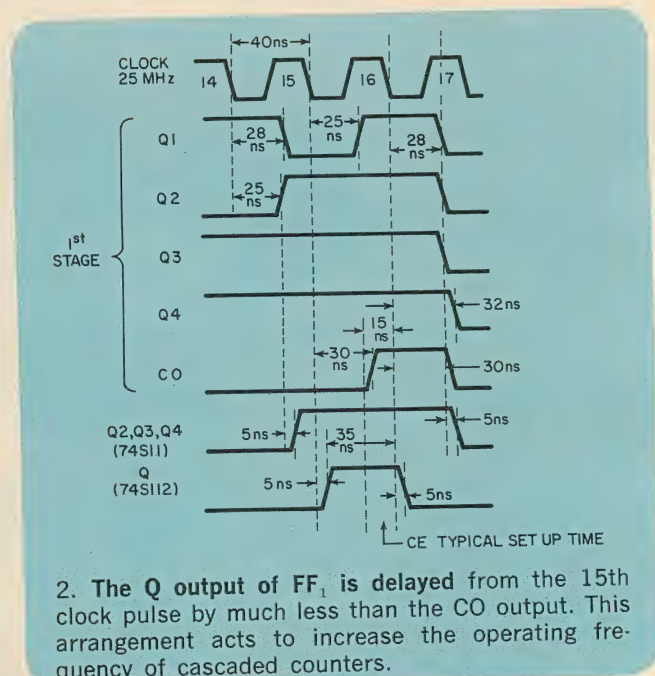 40ns
CLOCK
25 MHz
14 15 16 17
28 ns 25 ns 28 ns
Q1
25 ns
Q2
1st
STAGE
Q3
Q4
32ns
15 ns
30 ns
30ns
CO
Q2,Q3,Q4
(74S11)
5ns 35 ns 5ns
Q
(74S112)
5ns 5ns
CE TYPICAL SET UP TIME
2. The Q output of FF1 is delayed from the 15th
clock pulse by much less than the CO output. This
arrangement acts to increase the operating fre-
quency of cascaded counters.